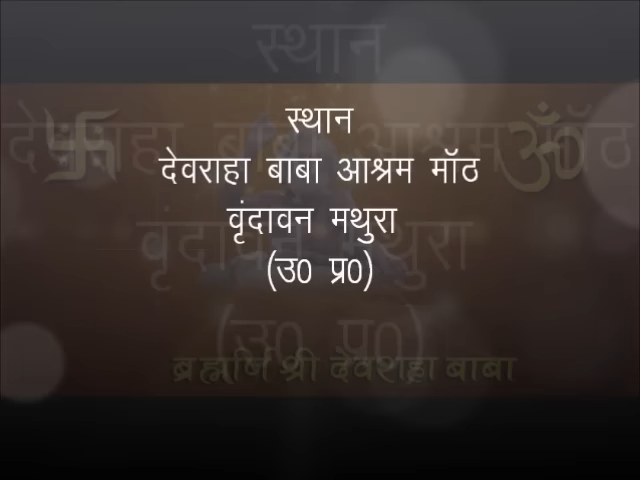 स्थान
देवराहा बाबा आश्रम मॉठ
वृंदावन मथुरा
(उ0 प्र0)
ब्रह्मर्षि श्री देवराहा बाबा